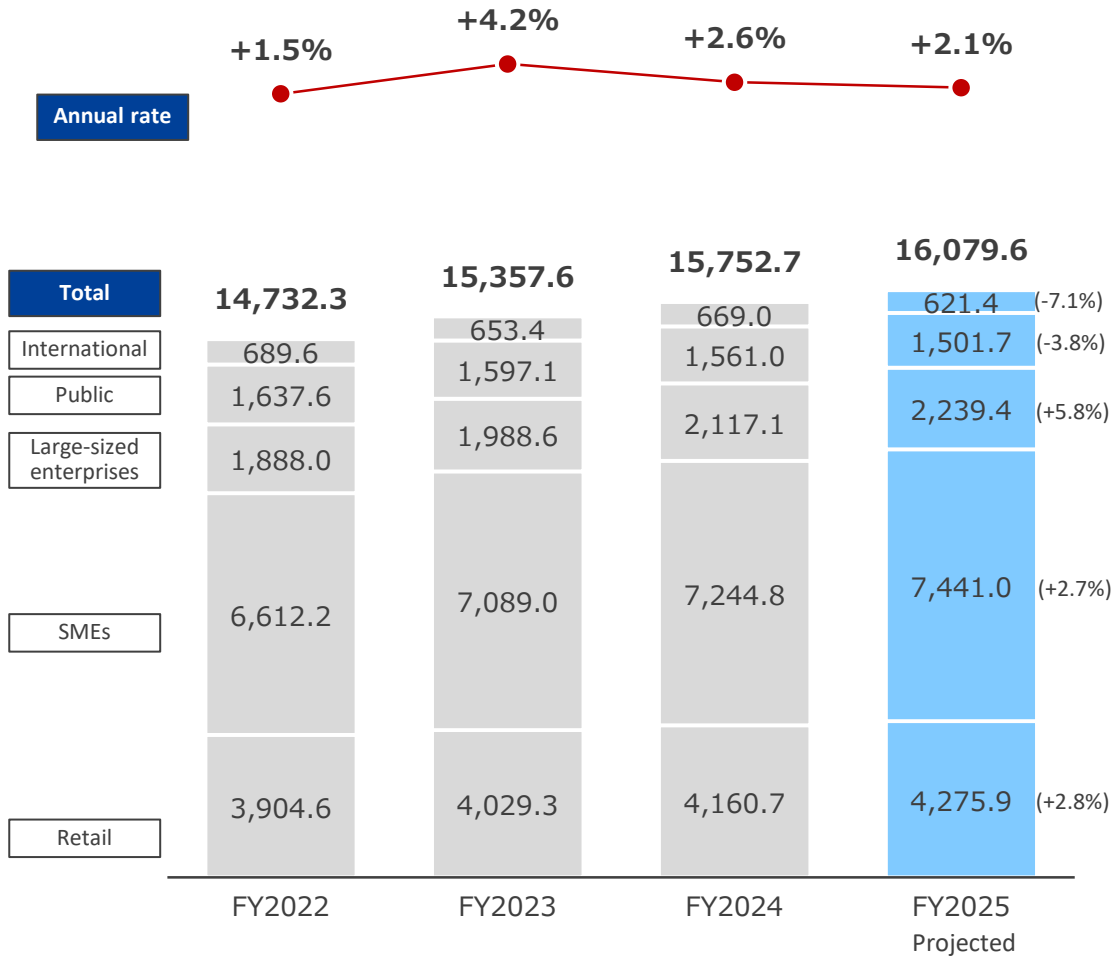 +1.5%
+4.2%
+2.6%
+2.1%
Annual rate
Total
14,732.3
15,357.6
15,752.7
16,079.6
International
689.6
653.4
669.0
621.4
(-7.1%)
Public
1,637.6
1,597.1
1,561.0
1,501.7
(-3.8%)
Large-sized
enterprises
1,888.0
1,988.6
2,117.1
2,239.4
(+5.8%)
SMEs
6,612.2
7,089.0
7,244.8
7,441.0
(+2.7%)
Retail
3,904.6
4,029.3
4,160.7
4,275.9
(+2.8%)
FY2022
FY2023
FY2024
FY2025
Projected